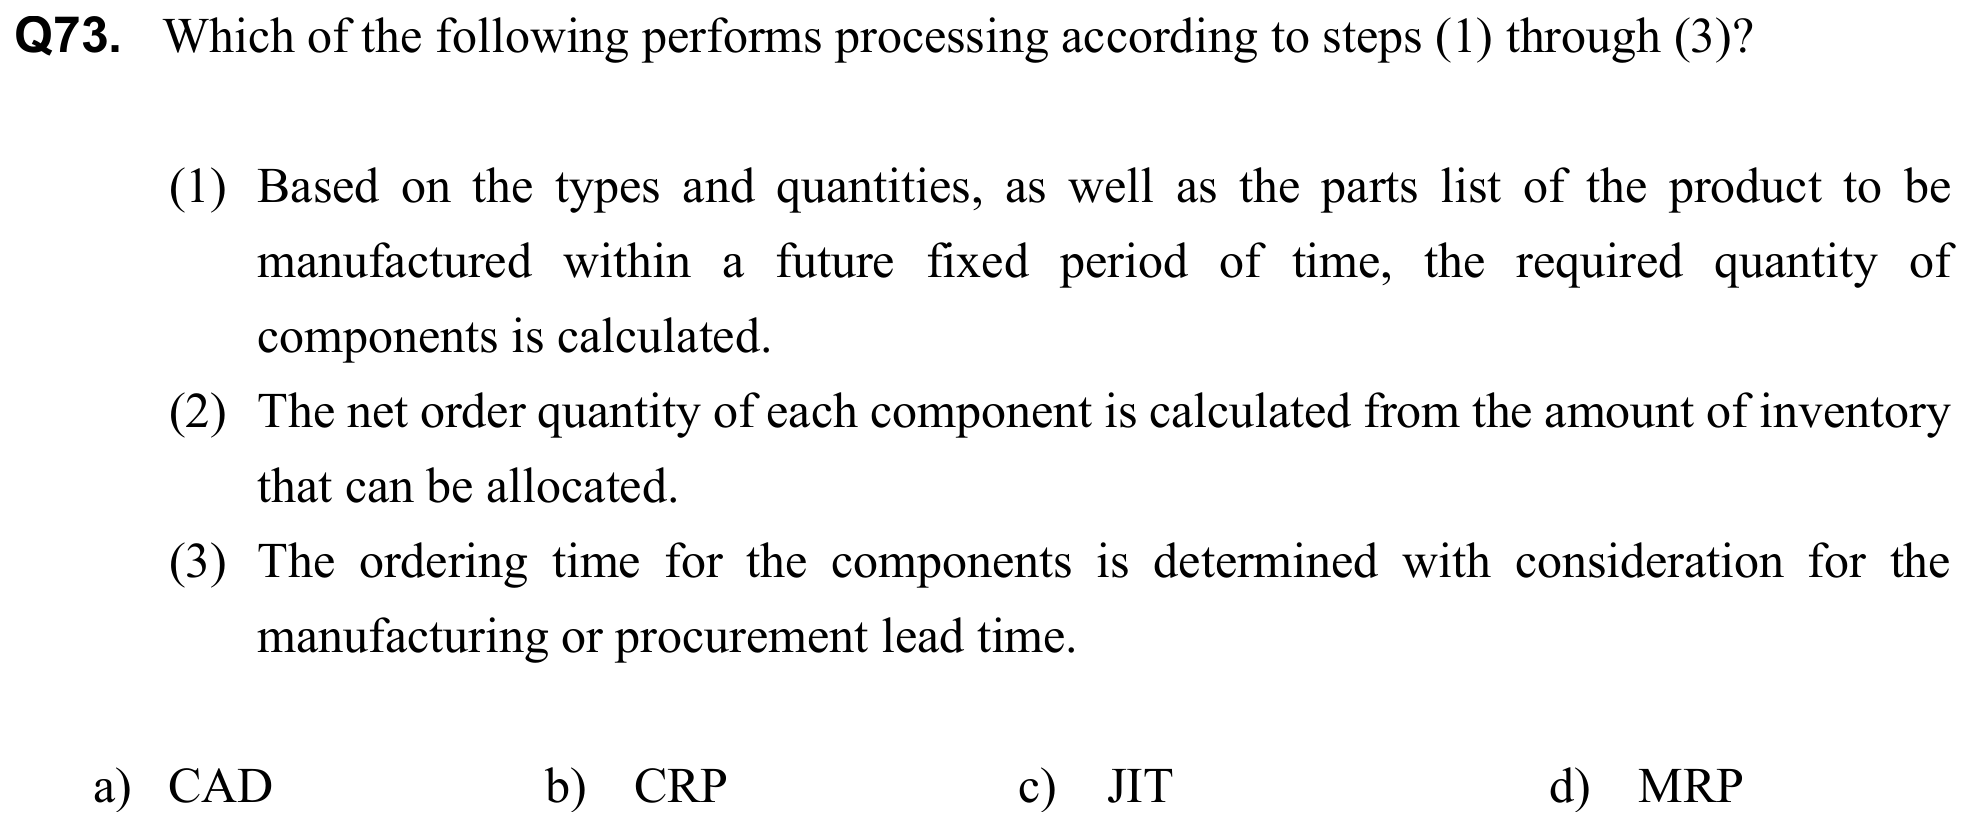 Q73. Which of the following performs processing according to steps (1) through (3)?
(1) Based on the types and quantities, as well as the parts list of the product to be
manufactured within a future fixed period of time, the required quantity of
components is calculated.
(2) The net order quantity of each component is calculated from the amount of inventory
that can be allocated.
(3) The ordering time for the components is determined with consideration for the
manufacturing or procurement lead time.
a) CAD b) CRP c) JIT d) MRP